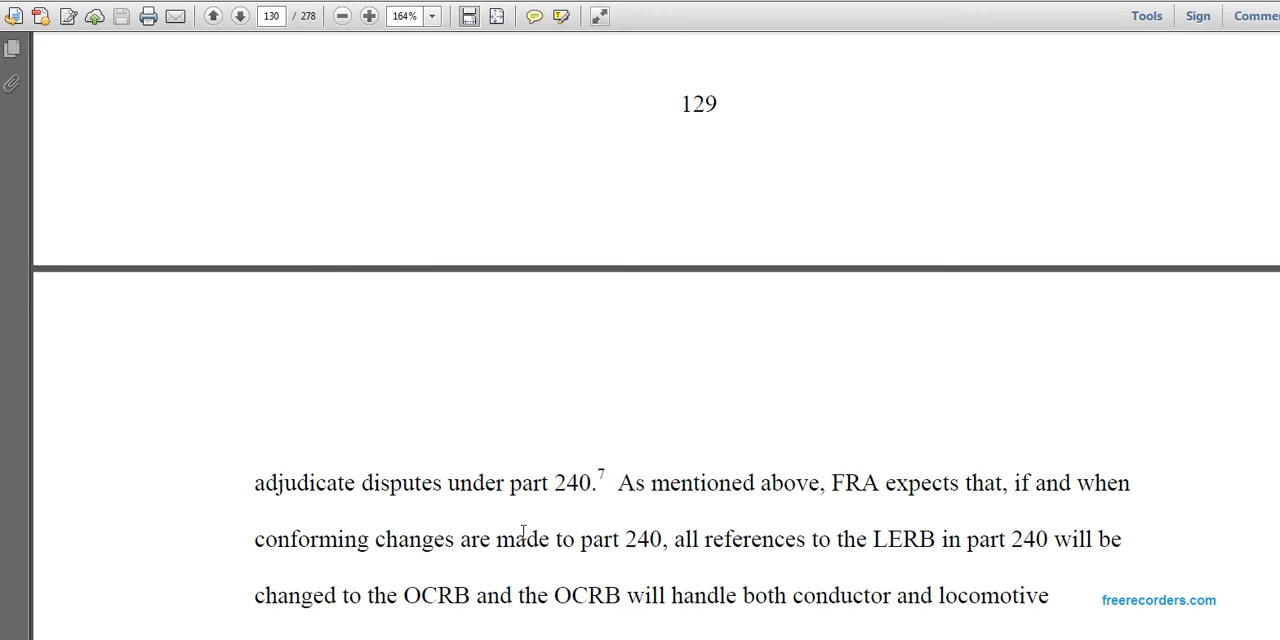 130 / 278 164% Tools Sign
129
adjudicate disputes under part 240.7 As mentioned above, FRA expects that, if and when
conforming changes are made to part 240, all references to the LERB in part 240 will be
changed to the OCRB and the OCRB will handle both conductor and locomotive
freerecorders.com